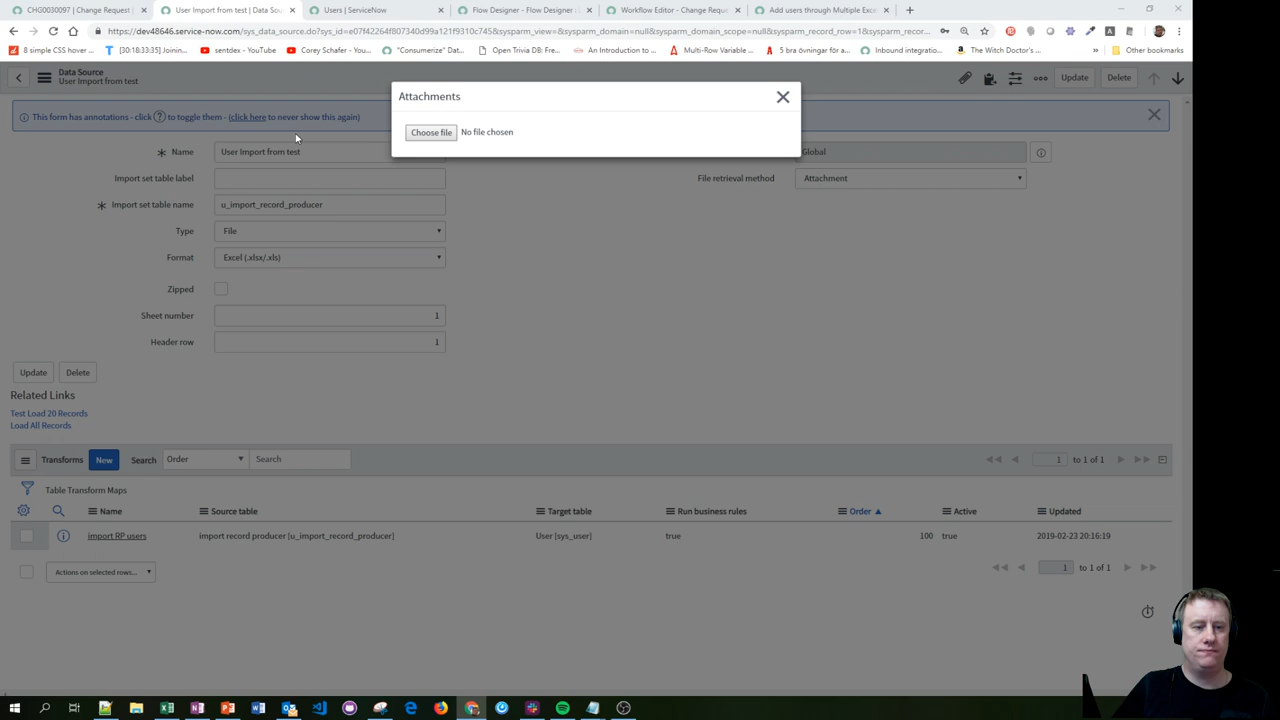 CHG0030097 | Change Request |
User Import from test | Data Sou
Users | ServiceNow
Flow Designer - Flow Designer :
Workflow Editor - Change Reque
Add users through Multiple Exce
https://dev48646.service-now.com/sys_data_source.do?sys_id=e07f42264f807340d99a121f9310c745&sysparm_view=&sysparm_domain=null&sysparm_domain_scope=null&sysparm_record_row=1&sysparm_recor...
8 simple CSS hover ...
[30:18:33:35] Joinin...
sentdex - YouTube
Corey Schafer - You...
"Consumerize" Dat...
Open Trivia DB: Fre...
An Introduction to ...
Multi-Row Variable ...
5 bra övningar för a...
Inbound integratio...
The Witch Doctor's...
»
Other bookmarks
Data Source
User Import from test
Update
Delete
Attachments
Choose file
No file chosen
This form has annotations - click ? to toggle them - (click here to never show this again)
Name
User Import from test
Global
Import set table label
File retrieval method
Attachment
Import set table name
u_import_record_producer
Type
File
Format
Excel (.xlsx/.xls)
Zipped
Sheet number
1
Header row
1
Update
Delete
Related Links
Test Load 20 Records
Load All Records
Transforms
New
Search
Order
Search
1
to 1 of 1
Table Transform Maps
Name
Source table
Target table
Run business rules
Order
Active
Updated
import RP users
import record producer [u_import_record_producer]
User [sys_user]
true
100
true
2019-02-23 20:16:19
Actions on selected rows...
1
to 1 of 1